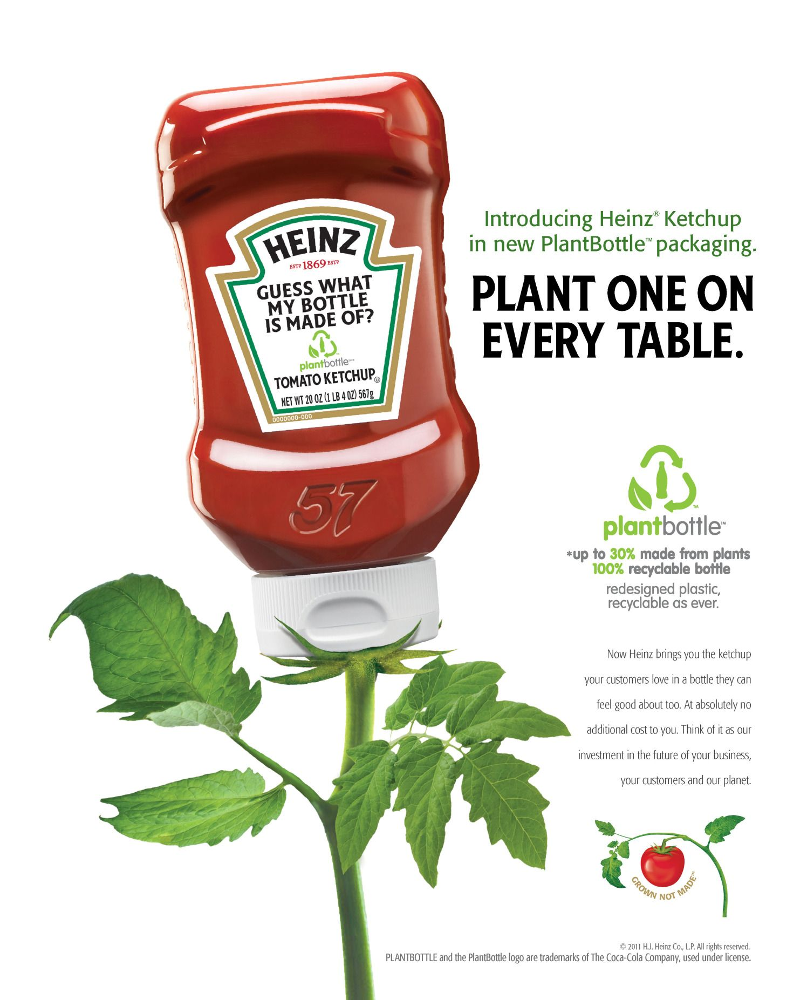 HEINZ
ESTD 1869 ESTD
GUESS WHAT
MY BOTTLE
IS MADE OF?
plantbottle™*
TOMATO KETCHUP
NET WT 20 OZ (1 LB 4 OZ) 567g
0000000-000
57
Introducing Heinz® Ketchup
in new PlantBottle™ packaging.
PLANT ONE ON
EVERY TABLE.
plantbottle™
*up to 30% made from plants
100% recyclable bottle
redesigned plastic,
recyclable as ever.
Now Heinz brings you the ketchup
your customers love in a bottle they can
feel good about too. At absolutely no
additional cost to you. Think of it as our
investment in the future of your business,
your customers and our planet.
GROWN NOT MADE™
© 2011 H.J. Heinz Co., L.P. All rights reserved.
PLANTBOTTLE and the PlantBottle logo are trademarks of The Coca-Cola Company, used under license.